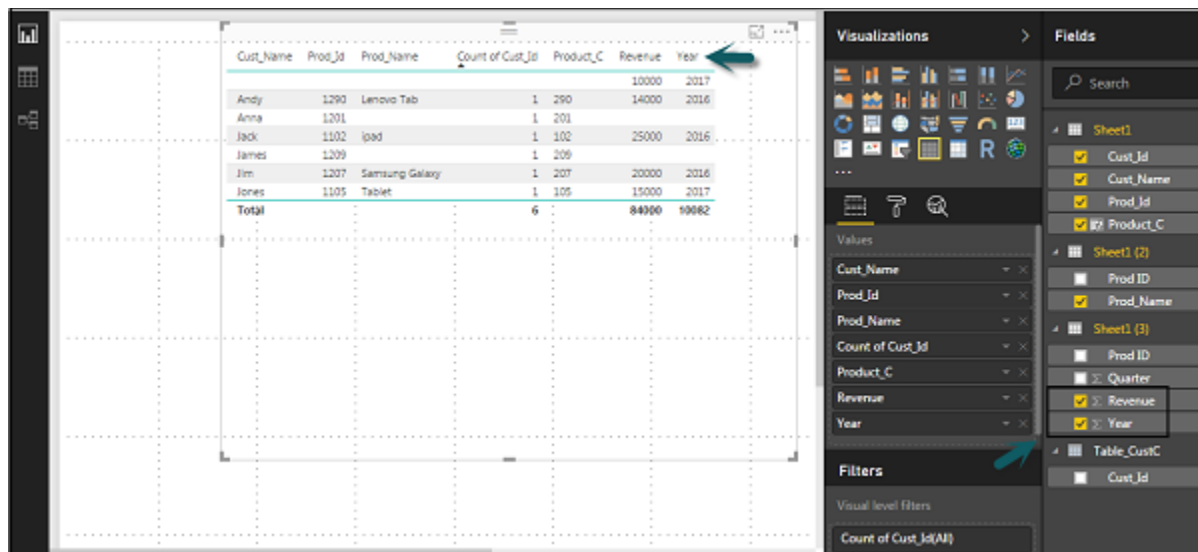 Visualizations >
Fields
Search
Cust_Name Prod_Id Prod_Name Count of Cust_Id Product_C Revenue Year
10000 2017
Andy 1290 Lenovo Tab 1 290 14000 2016
Anna 1201 1 201
Jack 1102 ipad 1 102 25000 2016
James 1209 1 209
Jim 1207 Samsung Galaxy 1 207 20000 2016
Jones 1105 Tablet 1 105 15000 2017
Total 6 84000 10082
R
123
...
Values
Cust_Name
Prod_Id
Prod_Name
Count of Cust_Id
Product_C
Revenue
Year
Filters
Visual level filters
Count of Cust_Id(All)
Sheet1
Cust_Id
Cust_Name
Prod_Id
Product_C
Sheet1 (2)
Prod ID
Prod_Name
Sheet1 (3)
Prod ID
Σ Quarter
Σ Revenue
Σ Year
Table_CustC
Cust_Id